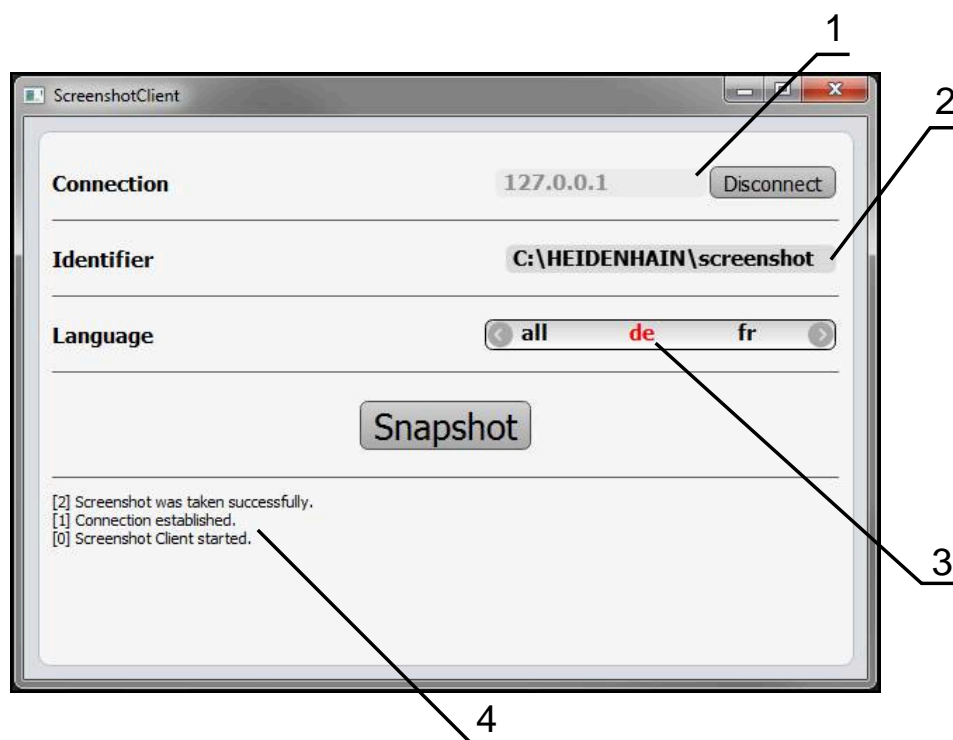 1
ScreenshotClient
2
Connection 127.0.0.1 Disconnect
Identifier C:\HEIDENHAIN\screenshot
Language all de fr
Snapshot
[2] Screenshot was taken successfully.
[1] Connection established.
[0] Screenshot Client started.
3
4